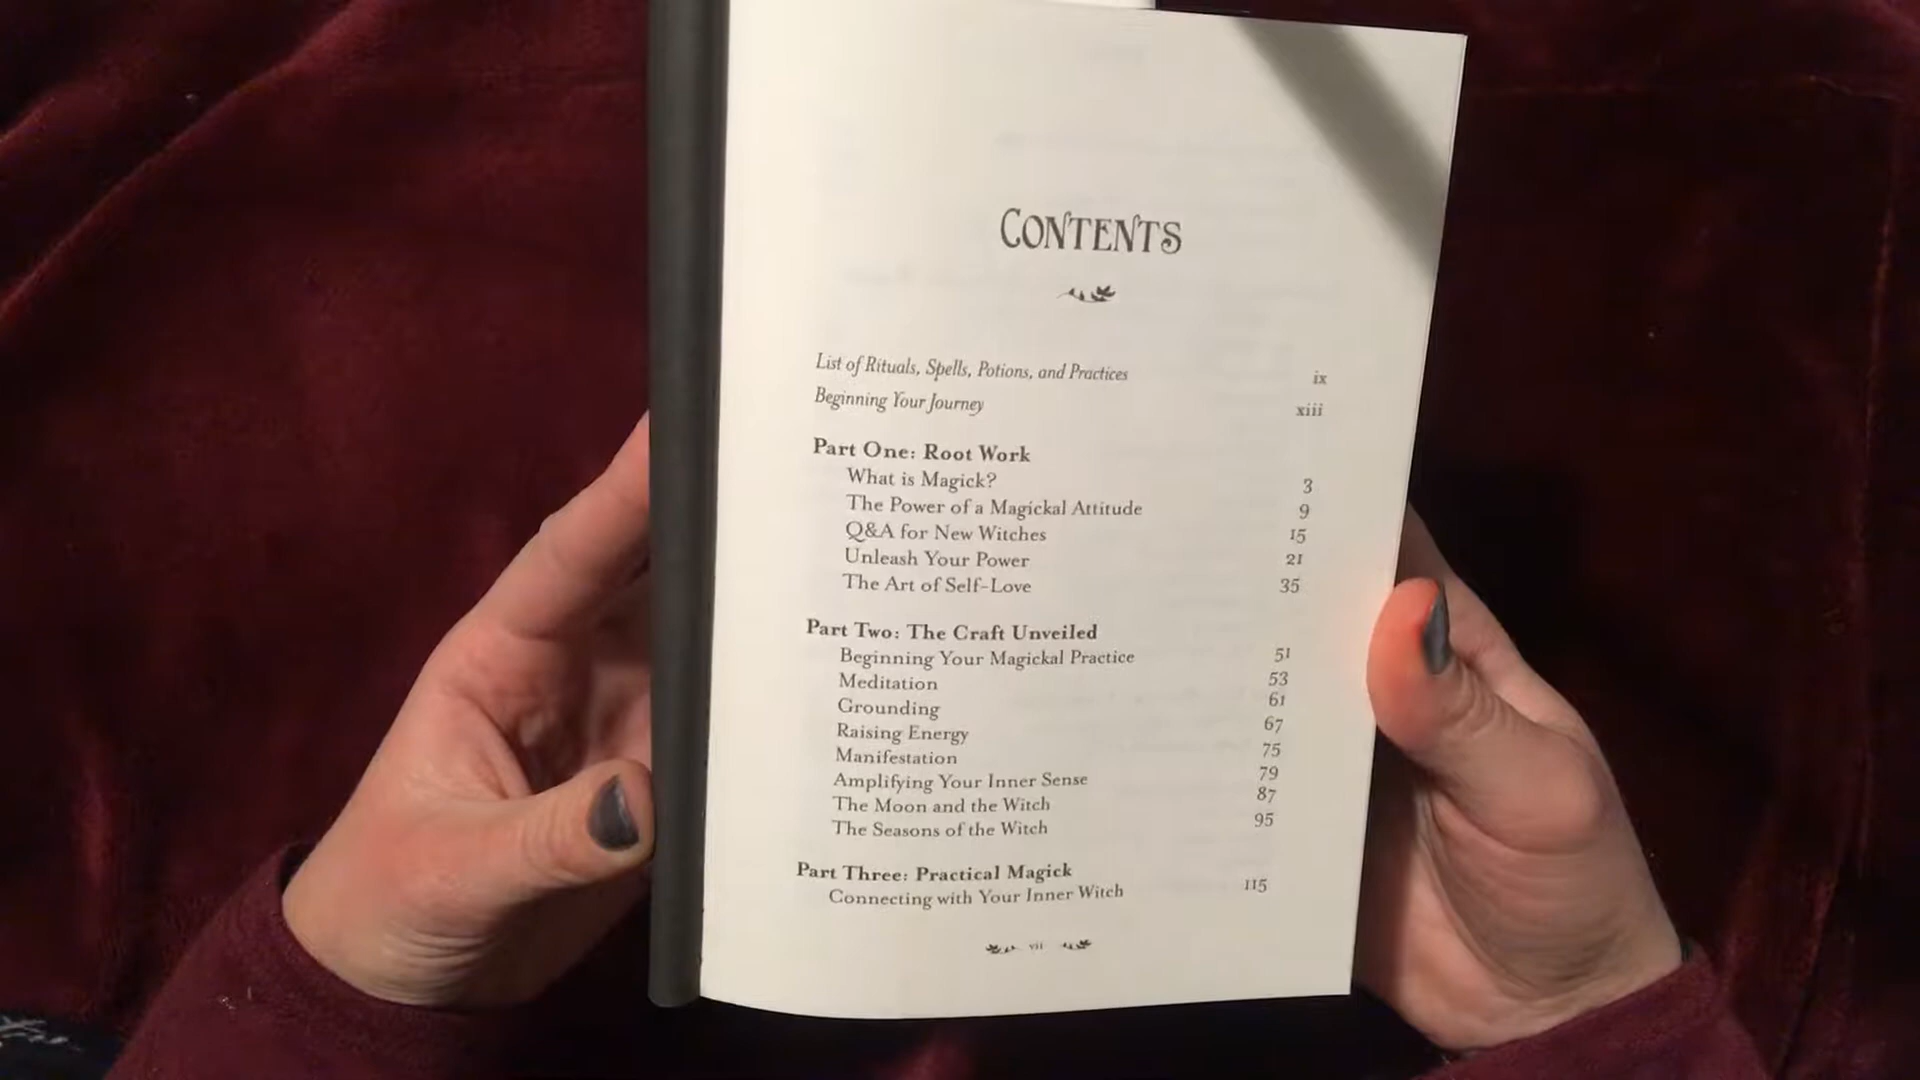 CONTENTS
List of Rituals, Spells, Potions, and Practices ix
Beginning Your Journey xiii
Part One: Root Work
What is Magick? 3
The Power of a Magickal Attitude 9
Q&A for New Witches 15
Unleash Your Power 21
The Art of Self-Love 35
Part Two: The Craft Unveiled
Beginning Your Magickal Practice 51
Meditation 53
Grounding 61
Raising Energy 67
Manifestation 75
Amplifying Your Inner Sense 79
The Moon and the Witch 87
The Seasons of the Witch 95
Part Three: Practical Magick
Connecting with Your Inner Witch 115
vii